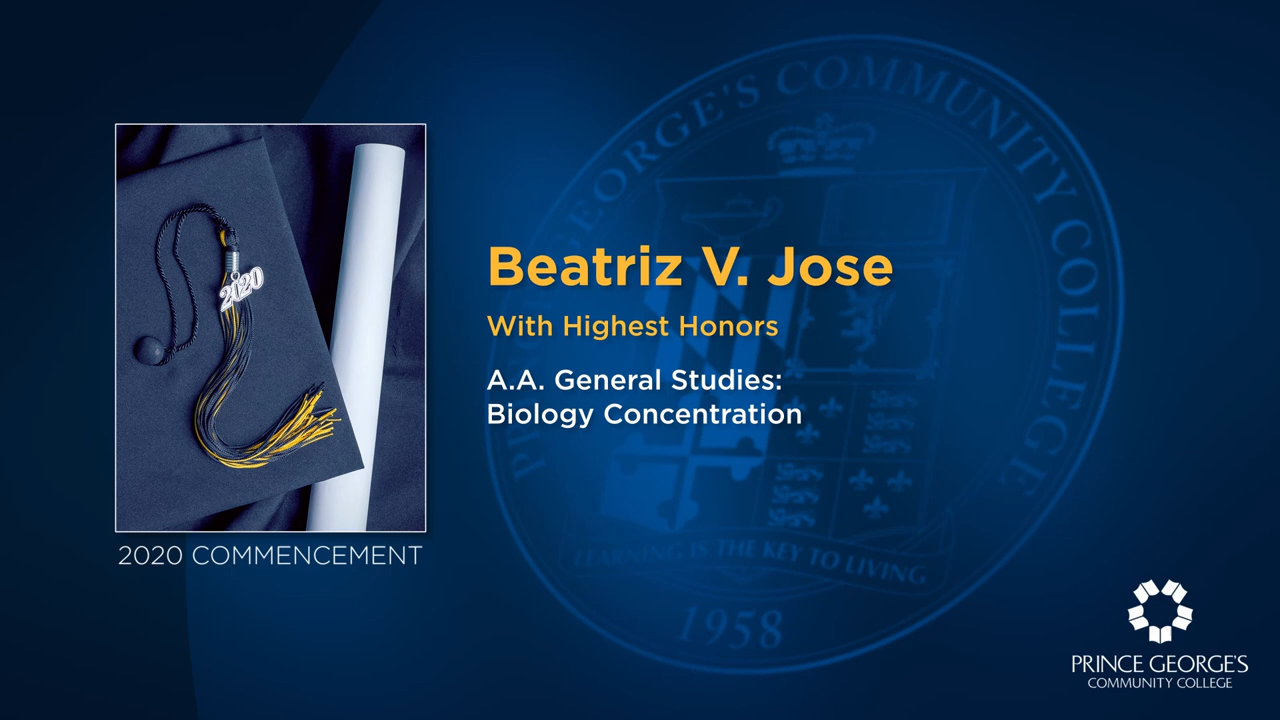 PRINCE GEORGE'S COMMUNITY COLLEGE
2020
Beatriz V. Jose
With Highest Honors
A.A. General Studies:
Biology Concentration
2020 COMMENCEMENT
LEARNING IS THE KEY TO LIVING
1958
PRINCE GEORGE'S
COMMUNITY COLLEGE